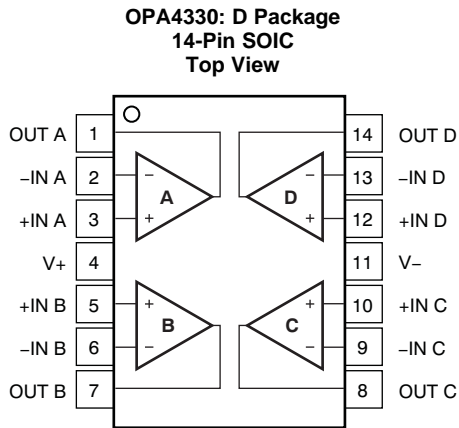 OPA4330: D Package
14-Pin SOIC
Top View
OUT A 1 14 OUT D
−IN A 2 − − 13 −IN D
A D
+IN A 3 + + 12 +IN D
V+ 4 11 V−
+IN B 5 + + 10 +IN C
B C
−IN B 6 − − 9 −IN C
OUT B 7 8 OUT C